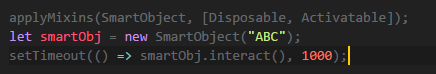 applyMixins(SmartObject, [Disposable, Activatable]);
let smartObj = new SmartObject("ABC");
setTimeout(() => smartObj.interact(), 1000);